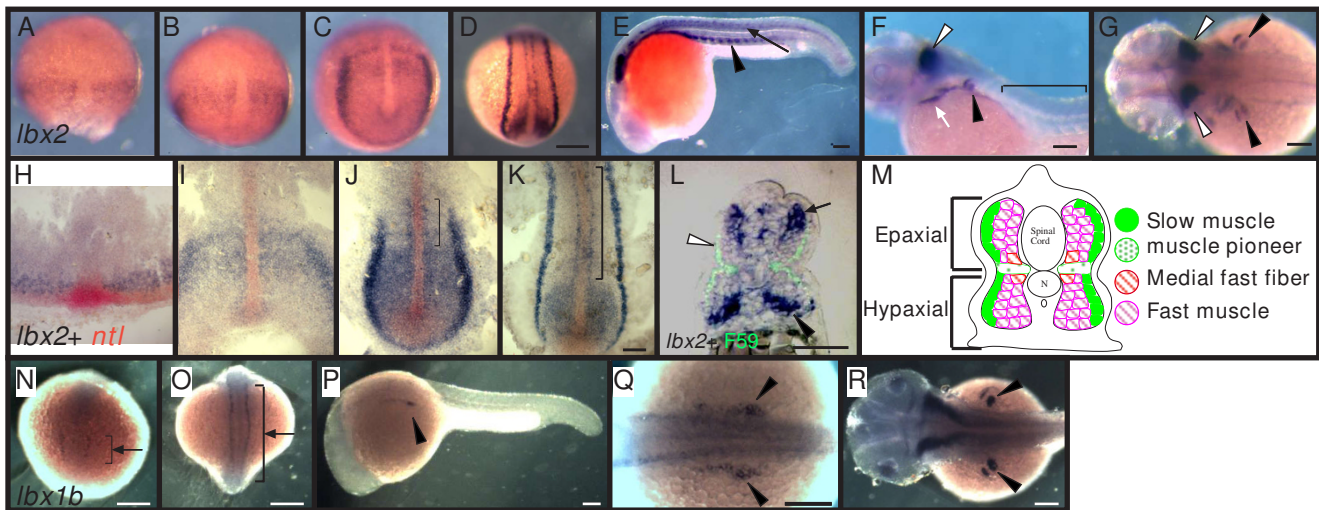 A
B
C
D
E
F
G
lbx2
H
I
J
K
L
M
lbx2+ ntl
lbx2+ F59
Epaxial
Hypaxial
Spinal
Cord
N
O
Slow muscle
muscle pioneer
Medial fast fiber
Fast muscle
N
O
P
Q
R
lbx1b